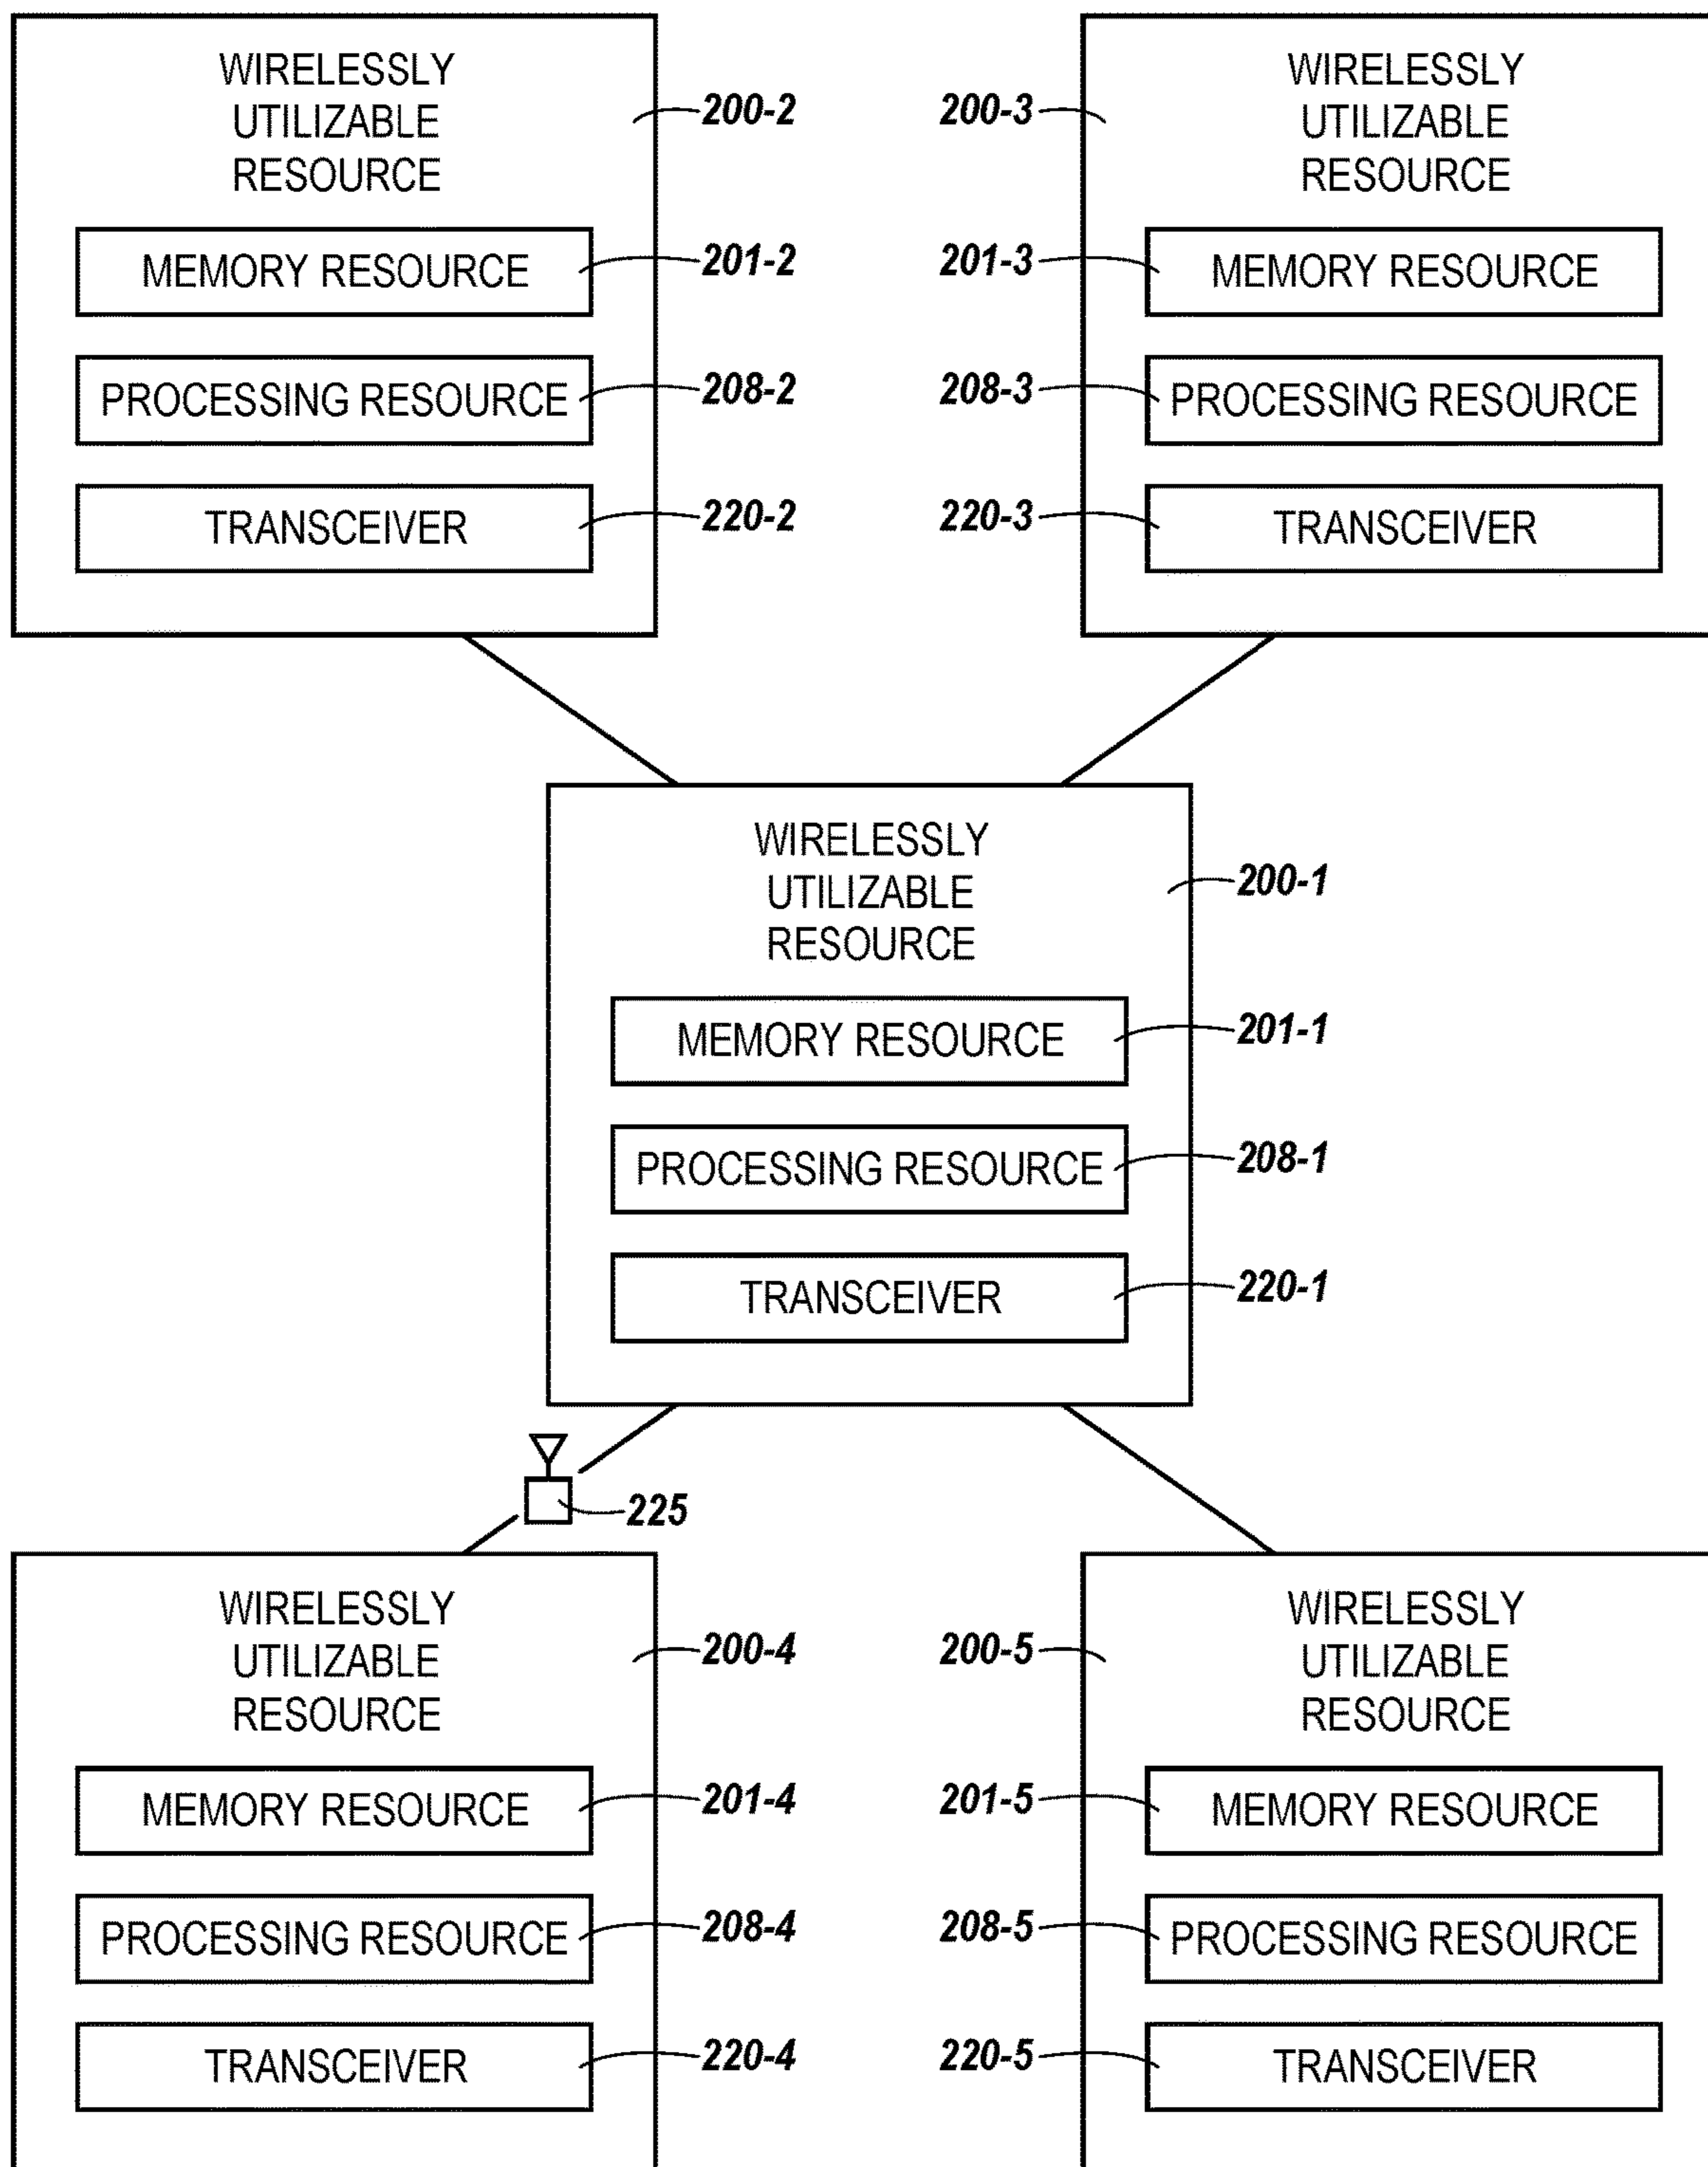 WIRELESSLY
UTILIZABLE
RESOURCE
200-2
MEMORY RESOURCE
201-2
PROCESSING RESOURCE
208-2
TRANSCEIVER
220-2
WIRELESSLY
UTILIZABLE
RESOURCE
200-3
MEMORY RESOURCE
201-3
PROCESSING RESOURCE
208-3
TRANSCEIVER
220-3
WIRELESSLY
UTILIZABLE
RESOURCE
200-1
MEMORY RESOURCE
201-1
PROCESSING RESOURCE
208-1
TRANSCEIVER
220-1
225
WIRELESSLY
UTILIZABLE
RESOURCE
200-4
MEMORY RESOURCE
201-4
PROCESSING RESOURCE
208-4
TRANSCEIVER
220-4
WIRELESSLY
UTILIZABLE
RESOURCE
200-5
MEMORY RESOURCE
201-5
PROCESSING RESOURCE
208-5
TRANSCEIVER
220-5